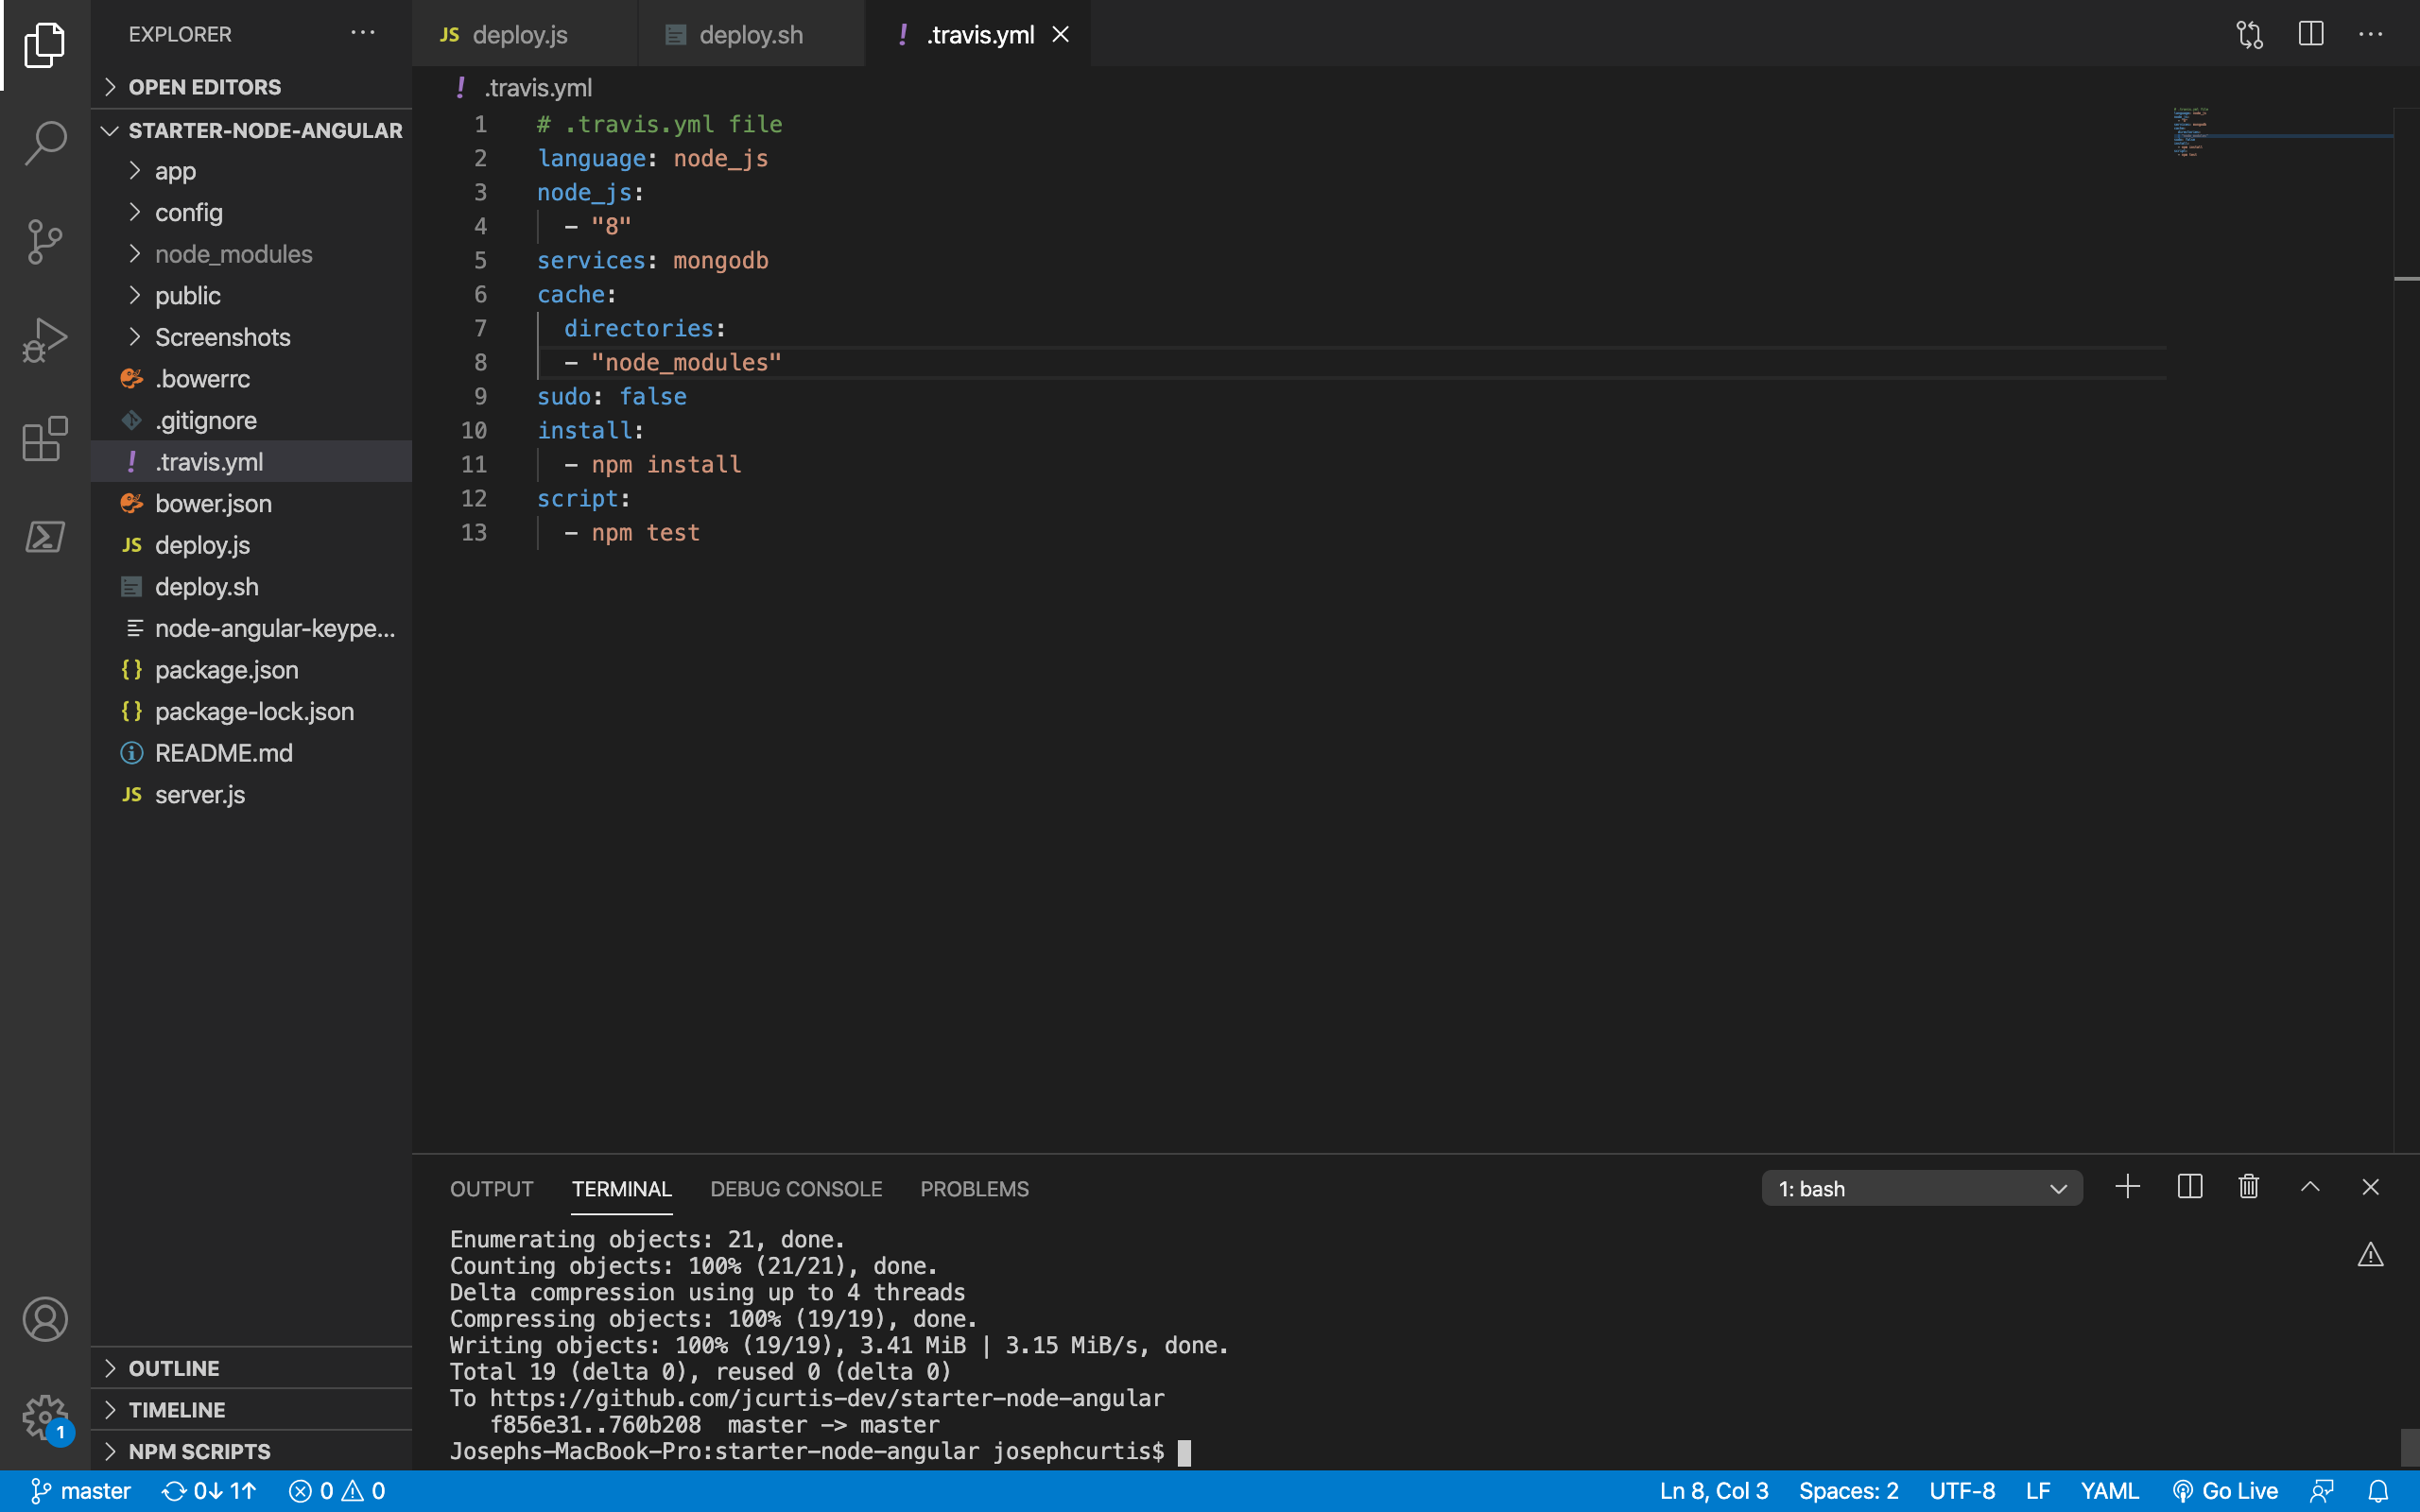 EXPLORER
OPEN EDITORS
STARTER-NODE-ANGULAR
app
config
node_modules
public
Screenshots
.bowerrc
.gitignore
.travis.yml
bower.json
deploy.js
deploy.sh
node-angular-keype...
package.json
package-lock.json
README.md
server.js
OUTLINE
TIMELINE
NPM SCRIPTS
1
JS deploy.js
deploy.sh
! .travis.yml
! .travis.yml
1 # .travis.yml file
2 language: node_js
3 node_js:
4 - "8"
5 services: mongodb
6 cache:
7 directories:
8 - "node_modules"
9 sudo: false
10 install:
11 - npm install
12 script:
13 - npm test
OUTPUT TERMINAL DEBUG CONSOLE PROBLEMS
1: bash
Enumerating objects: 21, done.
Counting objects: 100% (21/21), done.
Delta compression using up to 4 threads
Compressing objects: 100% (19/19), done.
Writing objects: 100% (19/19), 3.41 MiB | 3.15 MiB/s, done.
Total 19 (delta 0), reused 0 (delta 0)
To https://github.com/jcurtis-dev/starter-node-angular
f856e31..760b208 master -> master
Josephs-MacBook-Pro:starter-node-angular josephcurtis$
master 0↓ 1↑ 0 0 Ln 8, Col 3 Spaces: 2 UTF-8 LF YAML Go Live